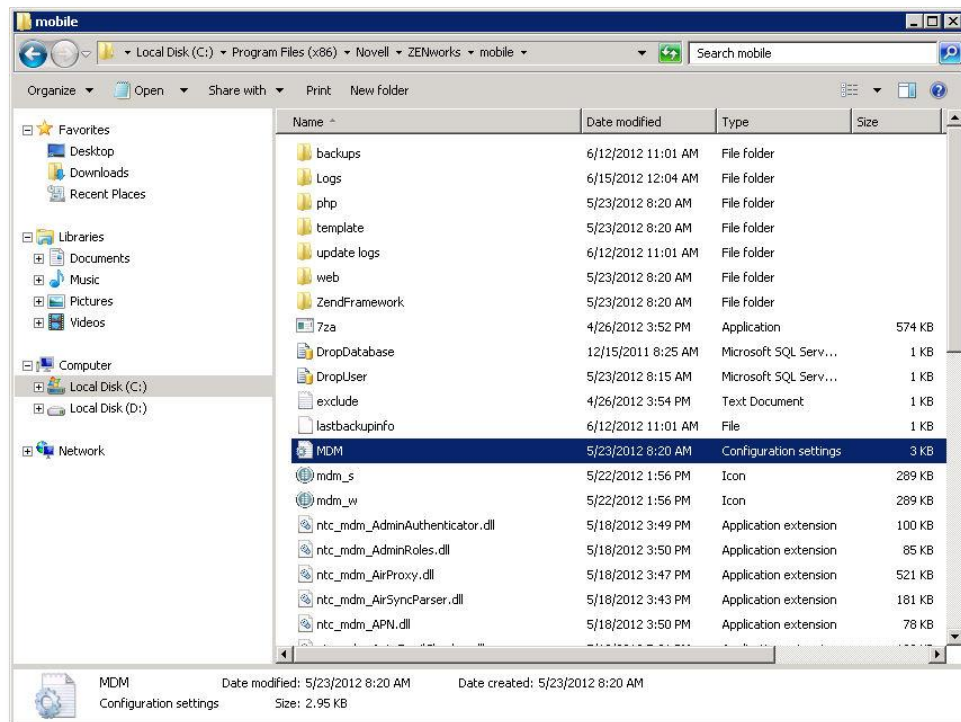 mobile
Local Disk (C:) Program Files (x86) Novell ZENworks mobile Search mobile
Organize Open Share with Print New folder
Favorites
Desktop
Downloads
Recent Places
Libraries
Documents
Music
Pictures
Videos
Computer
Local Disk (C:)
Local Disk (D:)
Network
Name Date modified Type Size
backups 6/12/2012 11:01 AM File folder
Logs 6/15/2012 12:04 AM File folder
php 5/23/2012 8:20 AM File folder
template 5/23/2012 8:20 AM File folder
update logs 6/12/2012 11:01 AM File folder
web 5/23/2012 8:20 AM File folder
ZendFramework 5/23/2012 8:20 AM File folder
7za 4/26/2012 3:52 PM Application 574 KB
DropDatabase 12/15/2011 8:25 AM Microsoft SQL Serv... 1 KB
DropUser 5/23/2012 8:15 AM Microsoft SQL Serv... 1 KB
exclude 4/26/2012 3:54 PM Text Document 1 KB
lastbackupinfo 6/12/2012 11:01 AM File 1 KB
MDM 5/23/2012 8:20 AM Configuration settings 3 KB
mdm_s 5/22/2012 1:56 PM Icon 289 KB
mdm_w 5/22/2012 1:56 PM Icon 289 KB
ntc_mdm_AdminAuthenticator.dll 5/18/2012 3:49 PM Application extension 100 KB
ntc_mdm_AdminRoles.dll 5/18/2012 3:50 PM Application extension 85 KB
ntc_mdm_AirProxy.dll 5/18/2012 3:47 PM Application extension 521 KB
ntc_mdm_AirSyncParser.dll 5/18/2012 3:43 PM Application extension 181 KB
ntc_mdm_APN.dll 5/18/2012 3:50 PM Application extension 78 KB
MDM Date modified: 5/23/2012 8:20 AM Date created: 5/23/2012 8:20 AM
Configuration settings Size: 2.95 KB